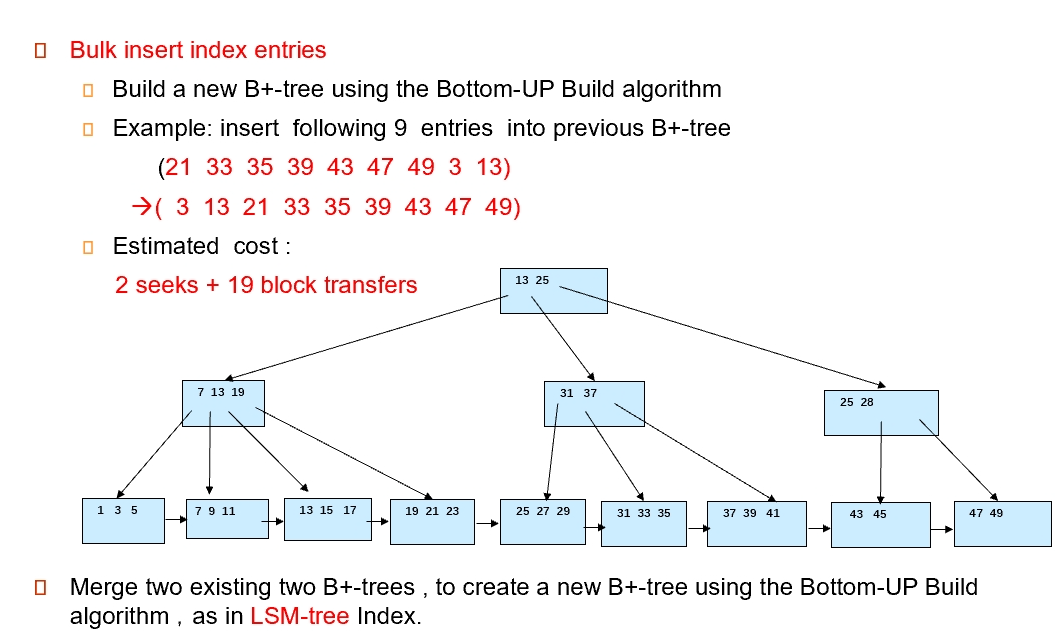 Bulk insert index entries
Build a new B+-tree using the Bottom-UP Build algorithm
Example: insert following 9 entries into previous B+-tree
(21 33 35 39 43 47 49 3 13)
→( 3 13 21 33 35 39 43 47 49)
Estimated cost :
2 seeks + 19 block transfers
13 25
7 13 19
31 37
25 28
1 3 5
7 9 11
13 15 17
19 21 23
25 27 29
31 33 35
37 39 41
43 45
47 49
Merge two existing two B+-trees , to create a new B+-tree using the Bottom-UP Build
algorithm , as in LSM-tree Index.